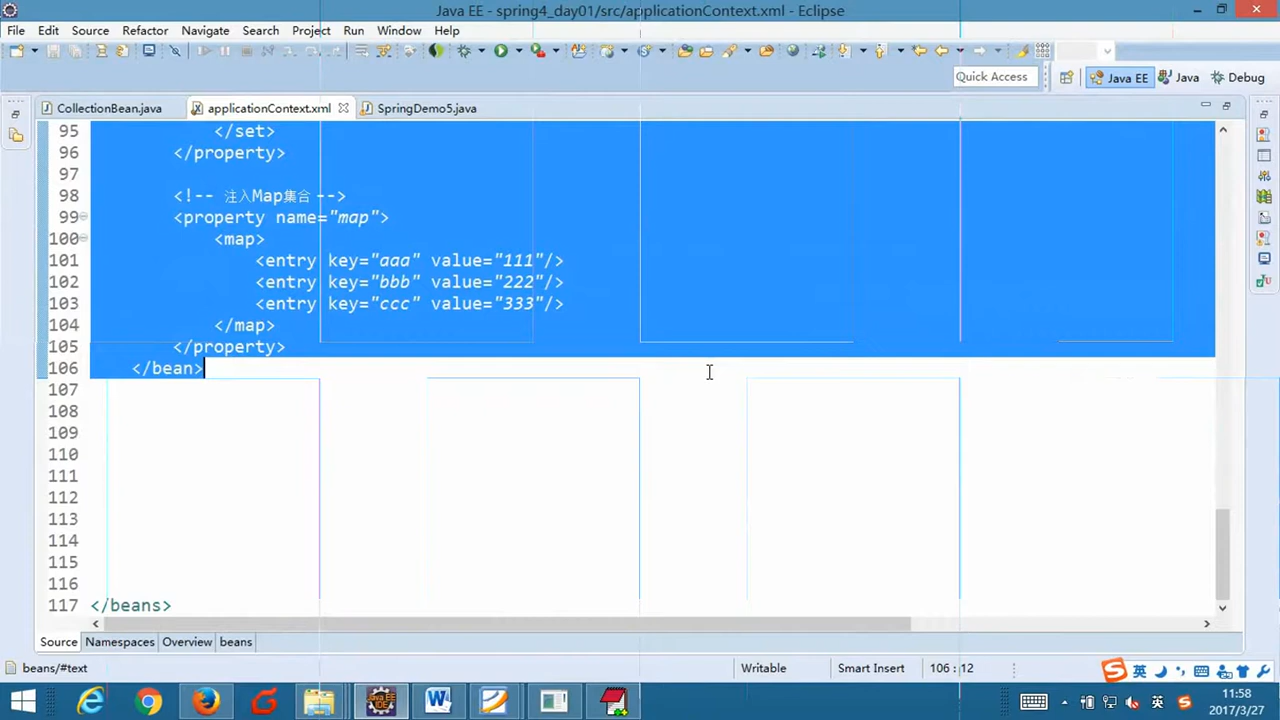 Java EE - spring4_day01/src/applicationContext.xml - Eclipse
File Edit Source Refactor Navigate Search Project Run Window Help
Quick Access Java EE Java Debug
CollectionBean.java applicationContext.xml SpringDemo5.java
95 </set>
96 </property>
97
98 <!-- 注入Map集合 -->
99 <property name="map">
100 <map>
101 <entry key="aaa" value="111"/>
102 <entry key="bbb" value="222"/>
103 <entry key="ccc" value="333"/>
104 </map>
105 </property>
106 </bean>
107
108
109
110
111
112
113
114
115
116
117 </beans>
Source Namespaces Overview beans
beans/#text Writable Smart Insert 106 : 12
英
英 11:58
2017/3/27